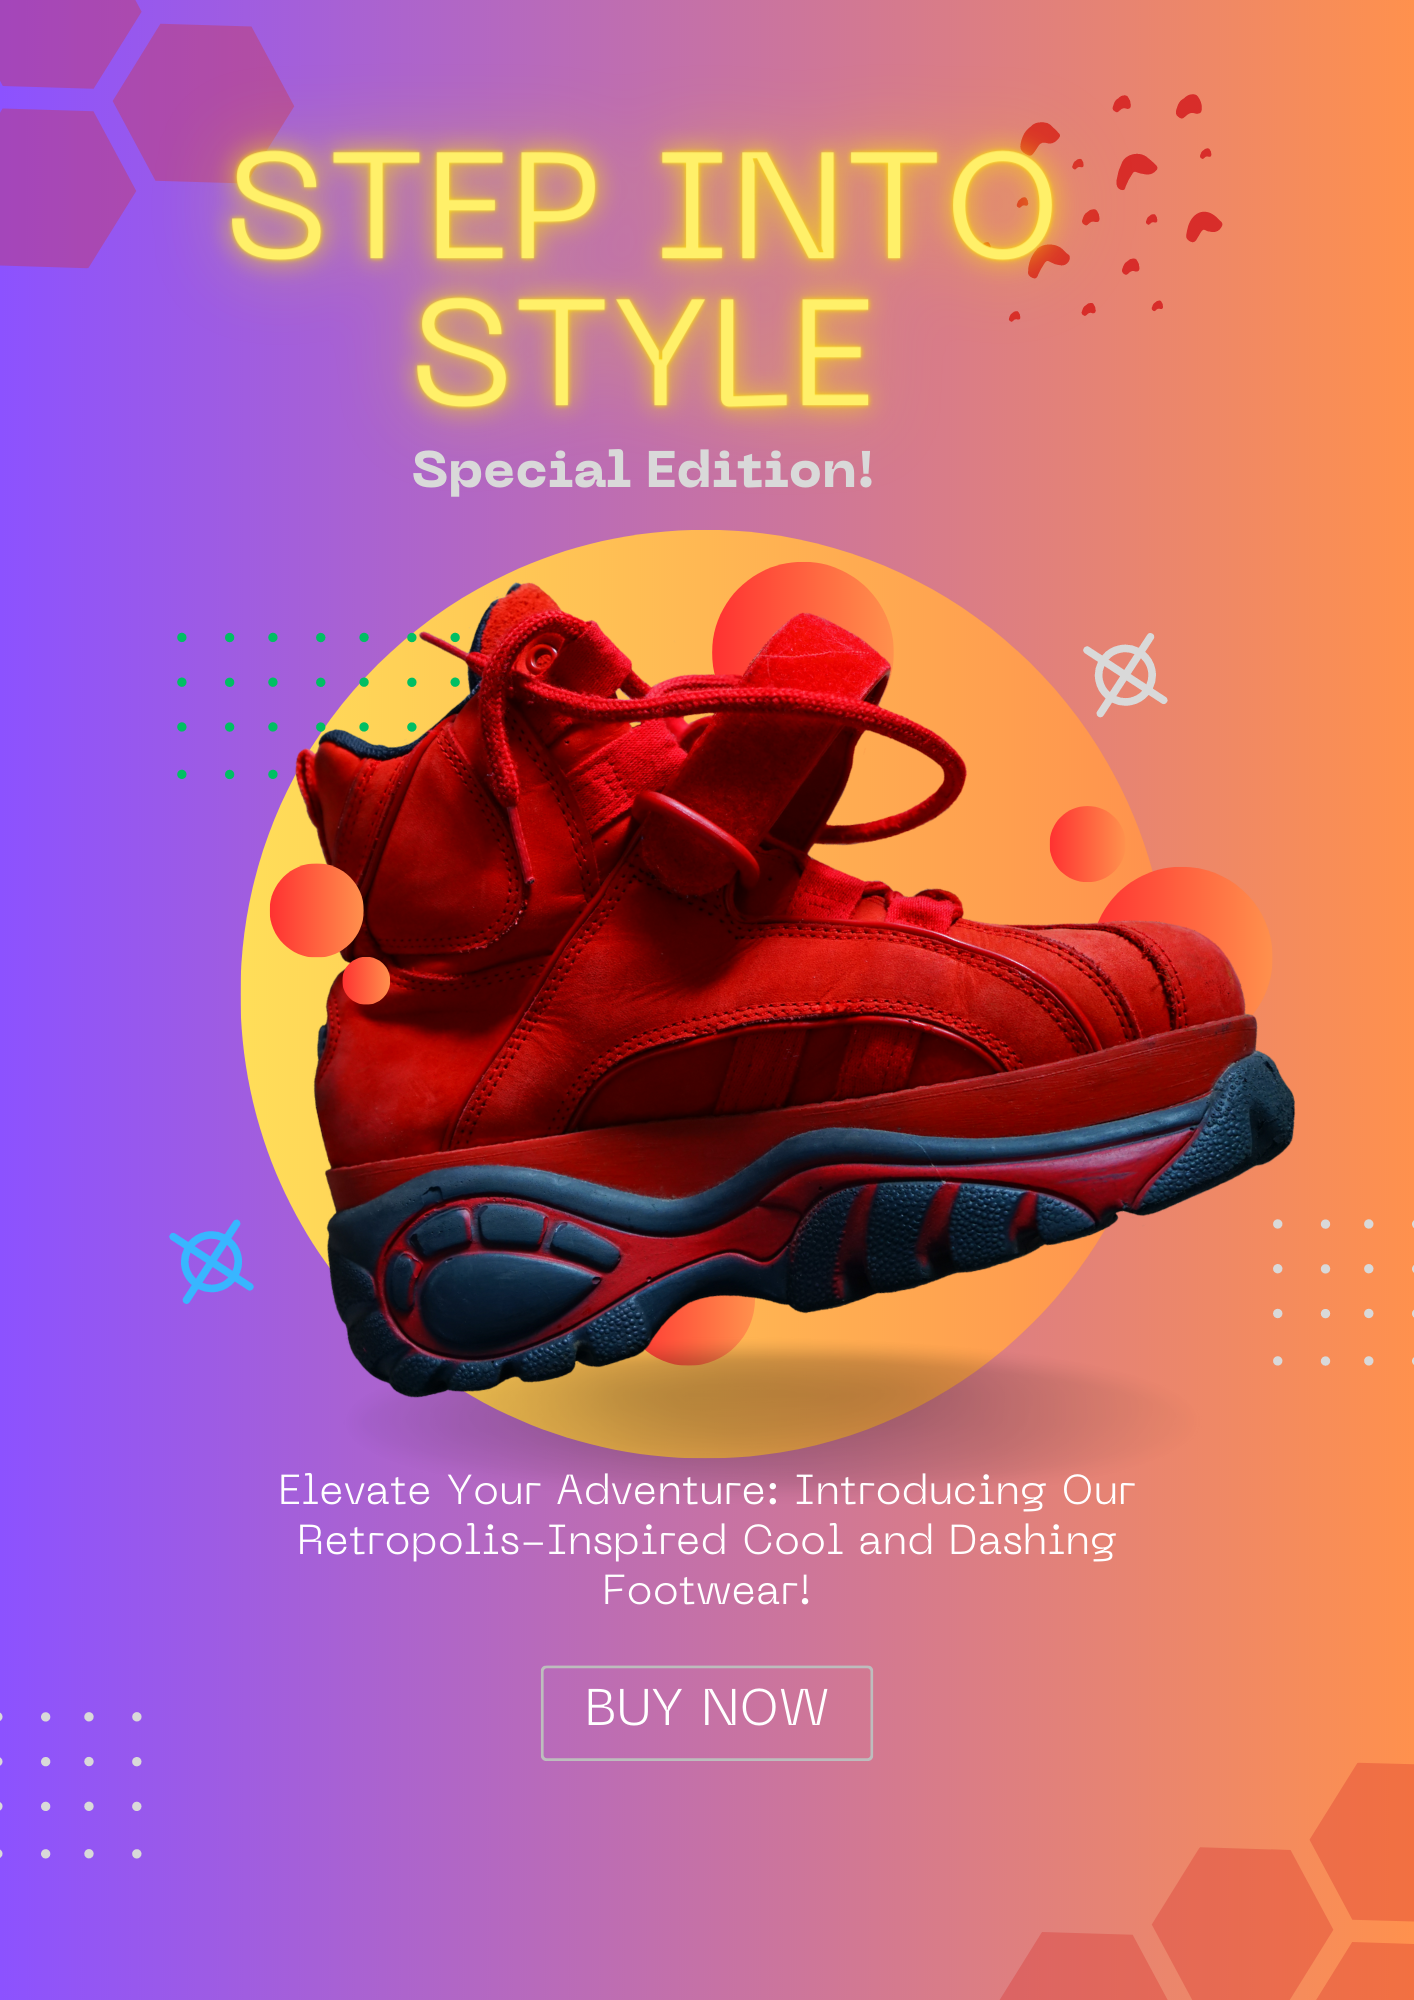 STEP INTO
STYLE
Special Edition!
Elevate Your Adventure: Introducing Our
Retropolis-Inspired Cool and Dashing
Footwear!
BUY NOW